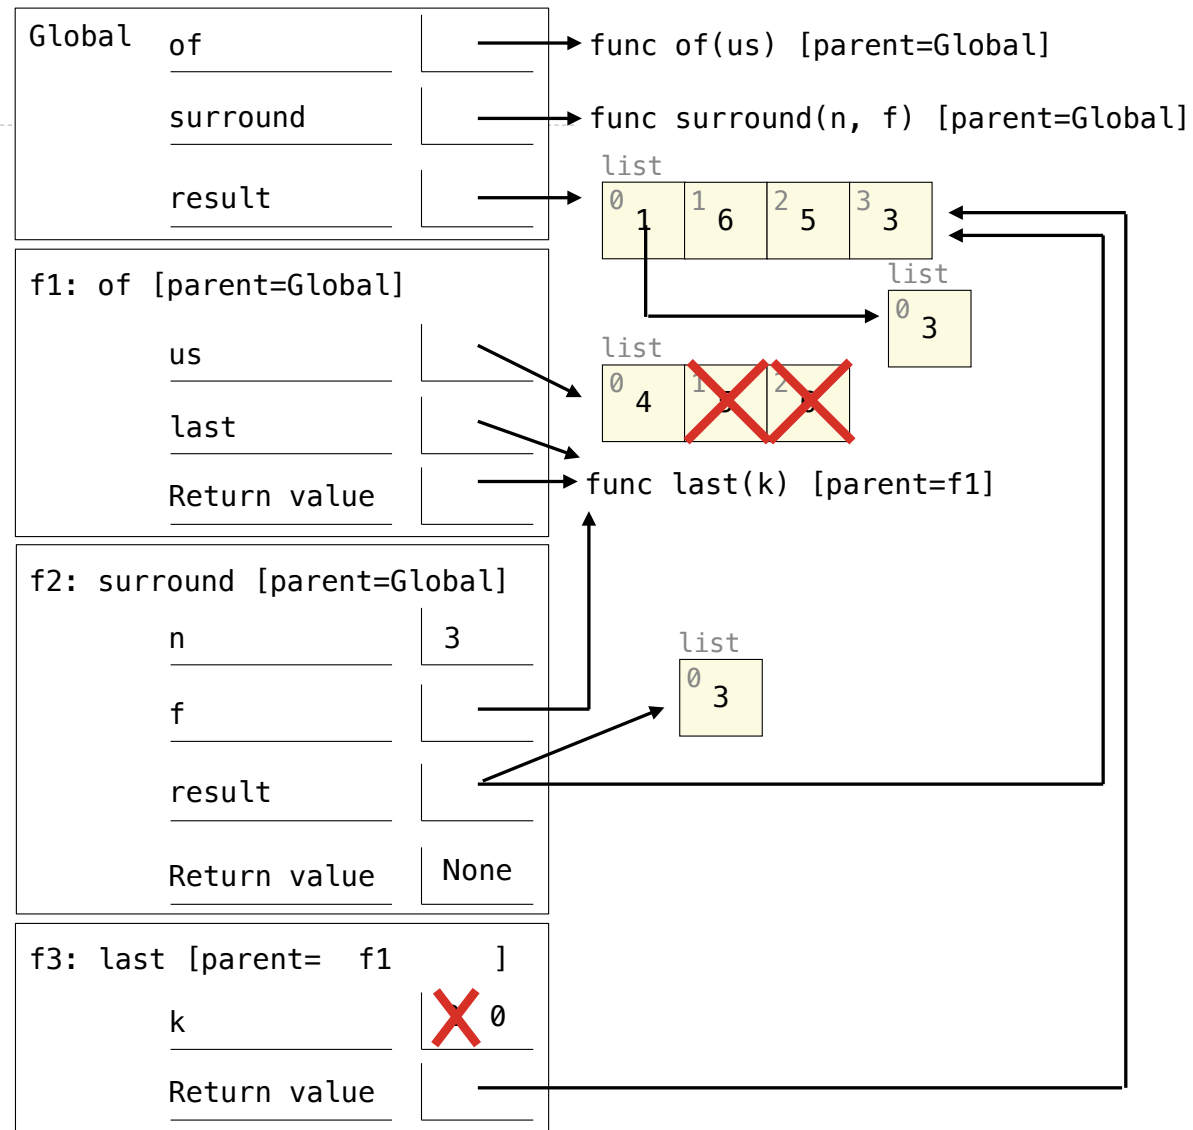 Global
of
func of(us) [parent=Global]
surround
func surround(n, f) [parent=Global]
list
result
0 1 1 6 2 5 3 3
list
0 3
f1: of [parent=Global]
us
list
0 4 1 2
last
func last(k) [parent=f1]
Return value
f2: surround [parent=Global]
n 3
list
0 3
f
result
Return value None
f3: last [parent= f1 ]
k 0
Return value